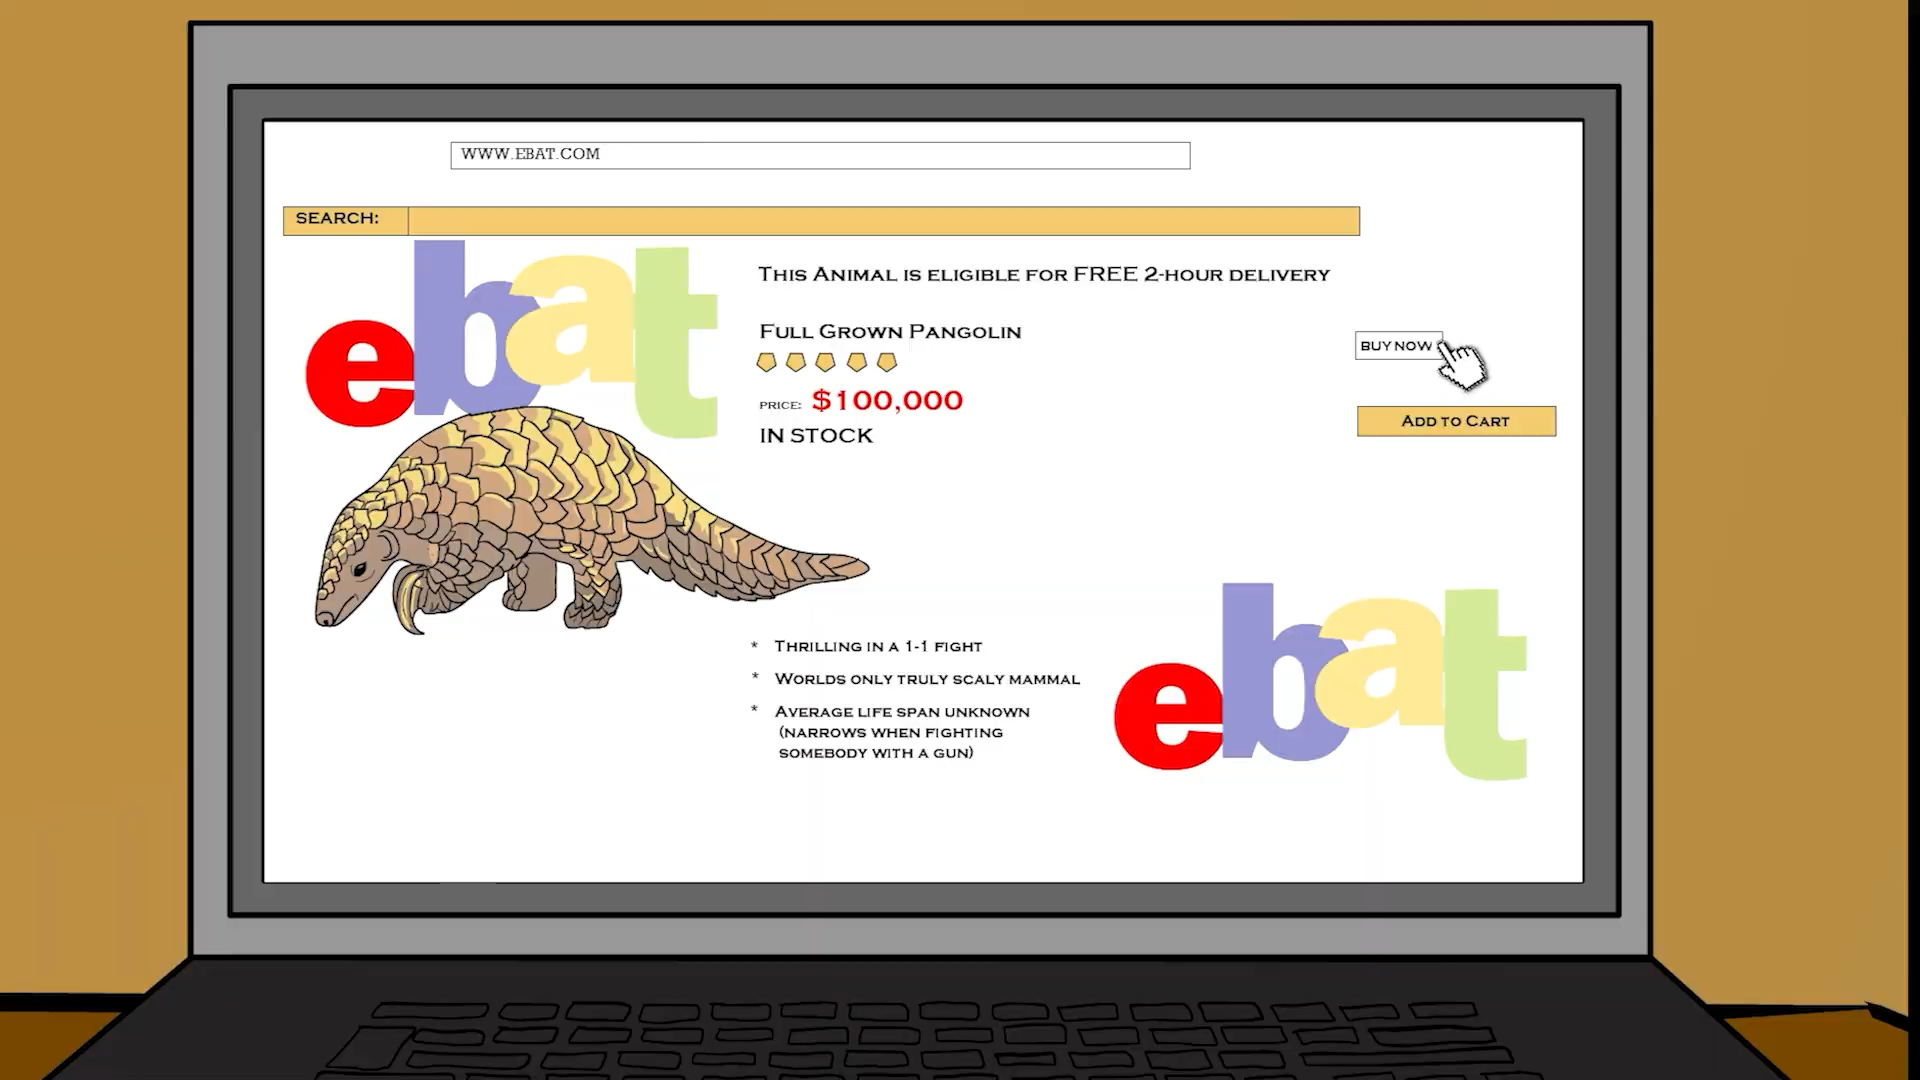 WWW.EBAT.COM
SEARCH:
ebat
THIS ANIMAL IS ELIGIBLE FOR FREE 2-HOUR DELIVERY
FULL GROWN PANGOLIN
BUY NOW
PRICE: $100,000
ADD TO CART
IN STOCK
* THRILLING IN A 1-1 FIGHT
* WORLDS ONLY TRULY SCALY MAMMAL
* AVERAGE LIFE SPAN UNKNOWN
(NARROWS WHEN FIGHTING
SOMEBODY WITH A GUN)
ebat